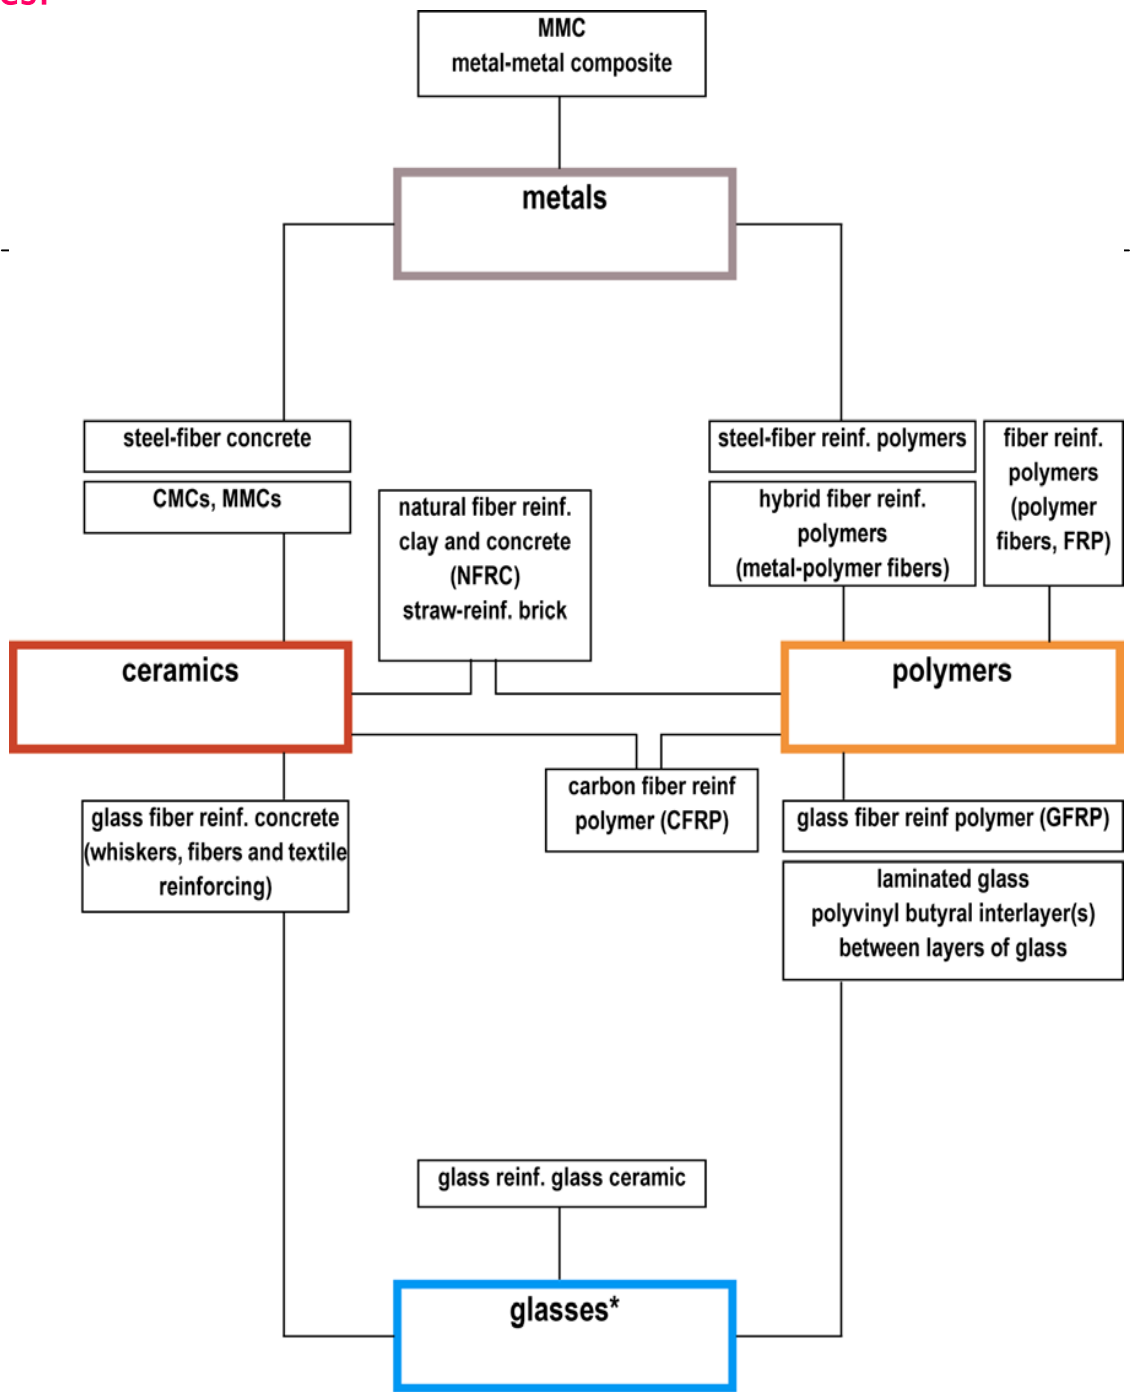 MMC
metal-metal composite
metals
steel-fiber concrete
CMCs, MMCs
natural fiber reinf.
clay and concrete
(NFRC)
straw-reinf. brick
steel-fiber reinf. polymers
hybrid fiber reinf.
polymers
(metal-polymer fibers)
fiber reinf.
polymers
(polymer
fibers, FRP)
ceramics
polymers
carbon fiber reinf
polymer (CFRP)
glass fiber reinf. concrete
(whiskers, fibers and textile
reinforcing)
glass fiber reinf polymer (GFRP)
laminated glass
polyvinyl butyral interlayer(s)
between layers of glass
glass reinf. glass ceramic
glasses*